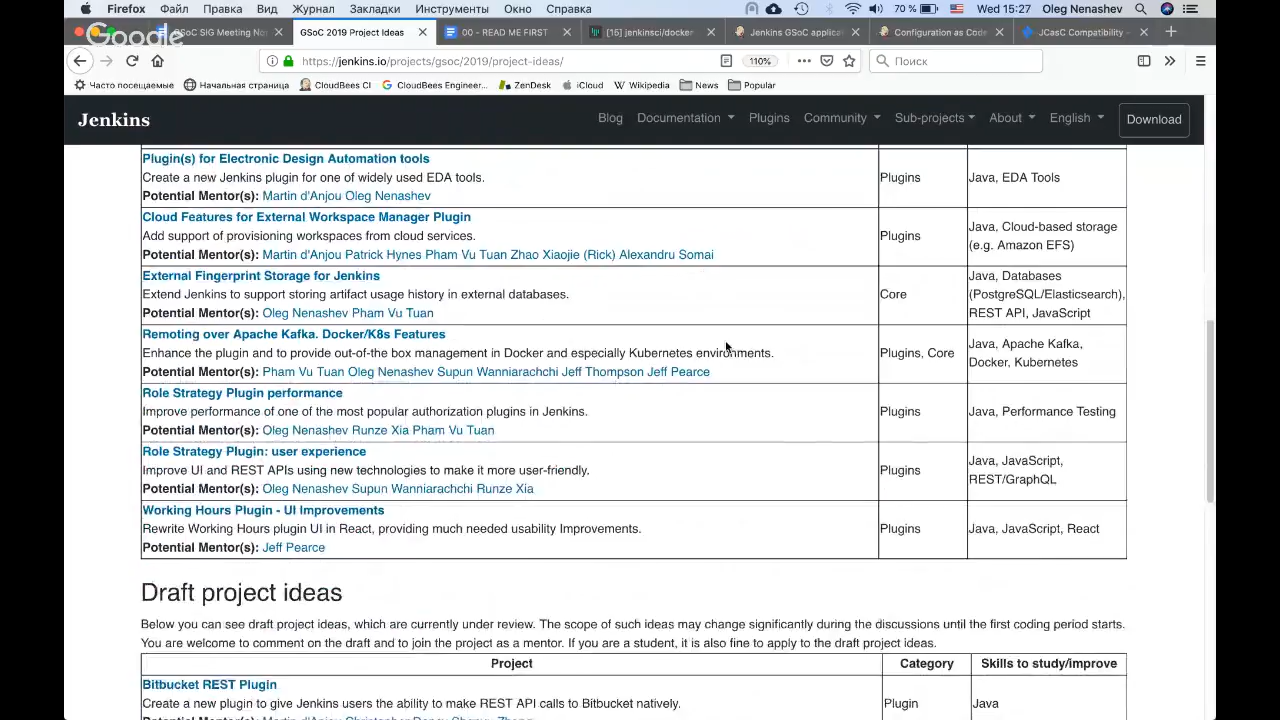 Firefox Файл Правка Вид Журнал Закладки Инструменты Окно Справка 70 % Wed 15:27 Oleg Nenashev
Google
GSoC SIG Meeting No
GSoC 2019 Project Ideas
00 - READ ME FIRST
[15] jenkinsci/docker
Jenkins GSoC applica
Configuration as Code
JCasC Compatibility -
https://jenkins.io/projects/gsoc/2019/project-ideas/ 110% Поиск
Часто посещаемые Начальная страница CloudBees CI CloudBees Engineer... ZenDesk iCloud Wikipedia News Popular
Jenkins Blog Documentation Plugins Community Sub-projects About English Download
Plugin(s) for Electronic Design Automation tools
Create a new Jenkins plugin for one of widely used EDA tools.
Potential Mentor(s): Martin d'Anjou Oleg Nenashev
Plugins
Java, EDA Tools
Cloud Features for External Workspace Manager Plugin
Add support of provisioning workspaces from cloud services.
Potential Mentor(s): Martin d'Anjou Patrick Hynes Pham Vu Tuan Zhao Xiaojie (Rick) Alexandru Somai
Plugins
Java, Cloud-based storage
(e.g. Amazon EFS)
External Fingerprint Storage for Jenkins
Extend Jenkins to support storing artifact usage history in external databases.
Potential Mentor(s): Oleg Nenashev Pham Vu Tuan
Core
Java, Databases
(PostgreSQL/Elasticsearch),
REST API, JavaScript
Remoting over Apache Kafka. Docker/K8s Features
Enhance the plugin and to provide out-of-the box management in Docker and especially Kubernetes environments.
Potential Mentor(s): Pham Vu Tuan Oleg Nenashev Supun Wanniarachchi Jeff Thompson Jeff Pearce
Plugins, Core
Java, Apache Kafka,
Docker, Kubernetes
Role Strategy Plugin performance
Improve performance of one of the most popular authorization plugins in Jenkins.
Potential Mentor(s): Oleg Nenashev Runze Xia Pham Vu Tuan
Plugins
Java, Performance Testing
Role Strategy Plugin: user experience
Improve UI and REST APIs using new technologies to make it more user-friendly.
Potential Mentor(s): Oleg Nenashev Supun Wanniarachchi Runze Xia
Plugins
Java, JavaScript,
REST/GraphQL
Working Hours Plugin - UI Improvements
Rewrite Working Hours plugin UI in React, providing much needed usability Improvements.
Potential Mentor(s): Jeff Pearce
Plugins
Java, JavaScript, React
Draft project ideas
Below you can see draft project ideas, which are currently under review. The scope of such ideas may change significantly during the discussions until the first coding period starts.
You are welcome to comment on the draft and to join the project as a mentor. If you are a student, it is also fine to apply to the draft project ideas.
Project Category Skills to study/improve
Bitbucket REST Plugin
Create a new plugin to give Jenkins users the ability to make REST API calls to Bitbucket natively.
Plugin
Java